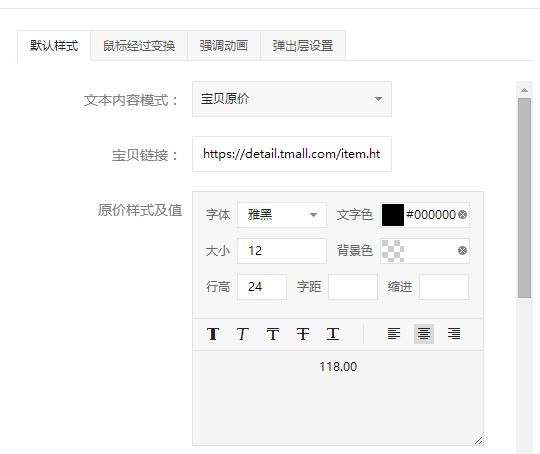 默认样式 鼠标经过变换 强调动画 弹出层设置
文本内容模式： 宝贝原价
宝贝链接： https://detail.tmall.com/item.ht
原价样式及值 字体 雅黑 文字色 #000000
大小 12 背景色
行高 24 字距 缩进
T T T T T
118.00